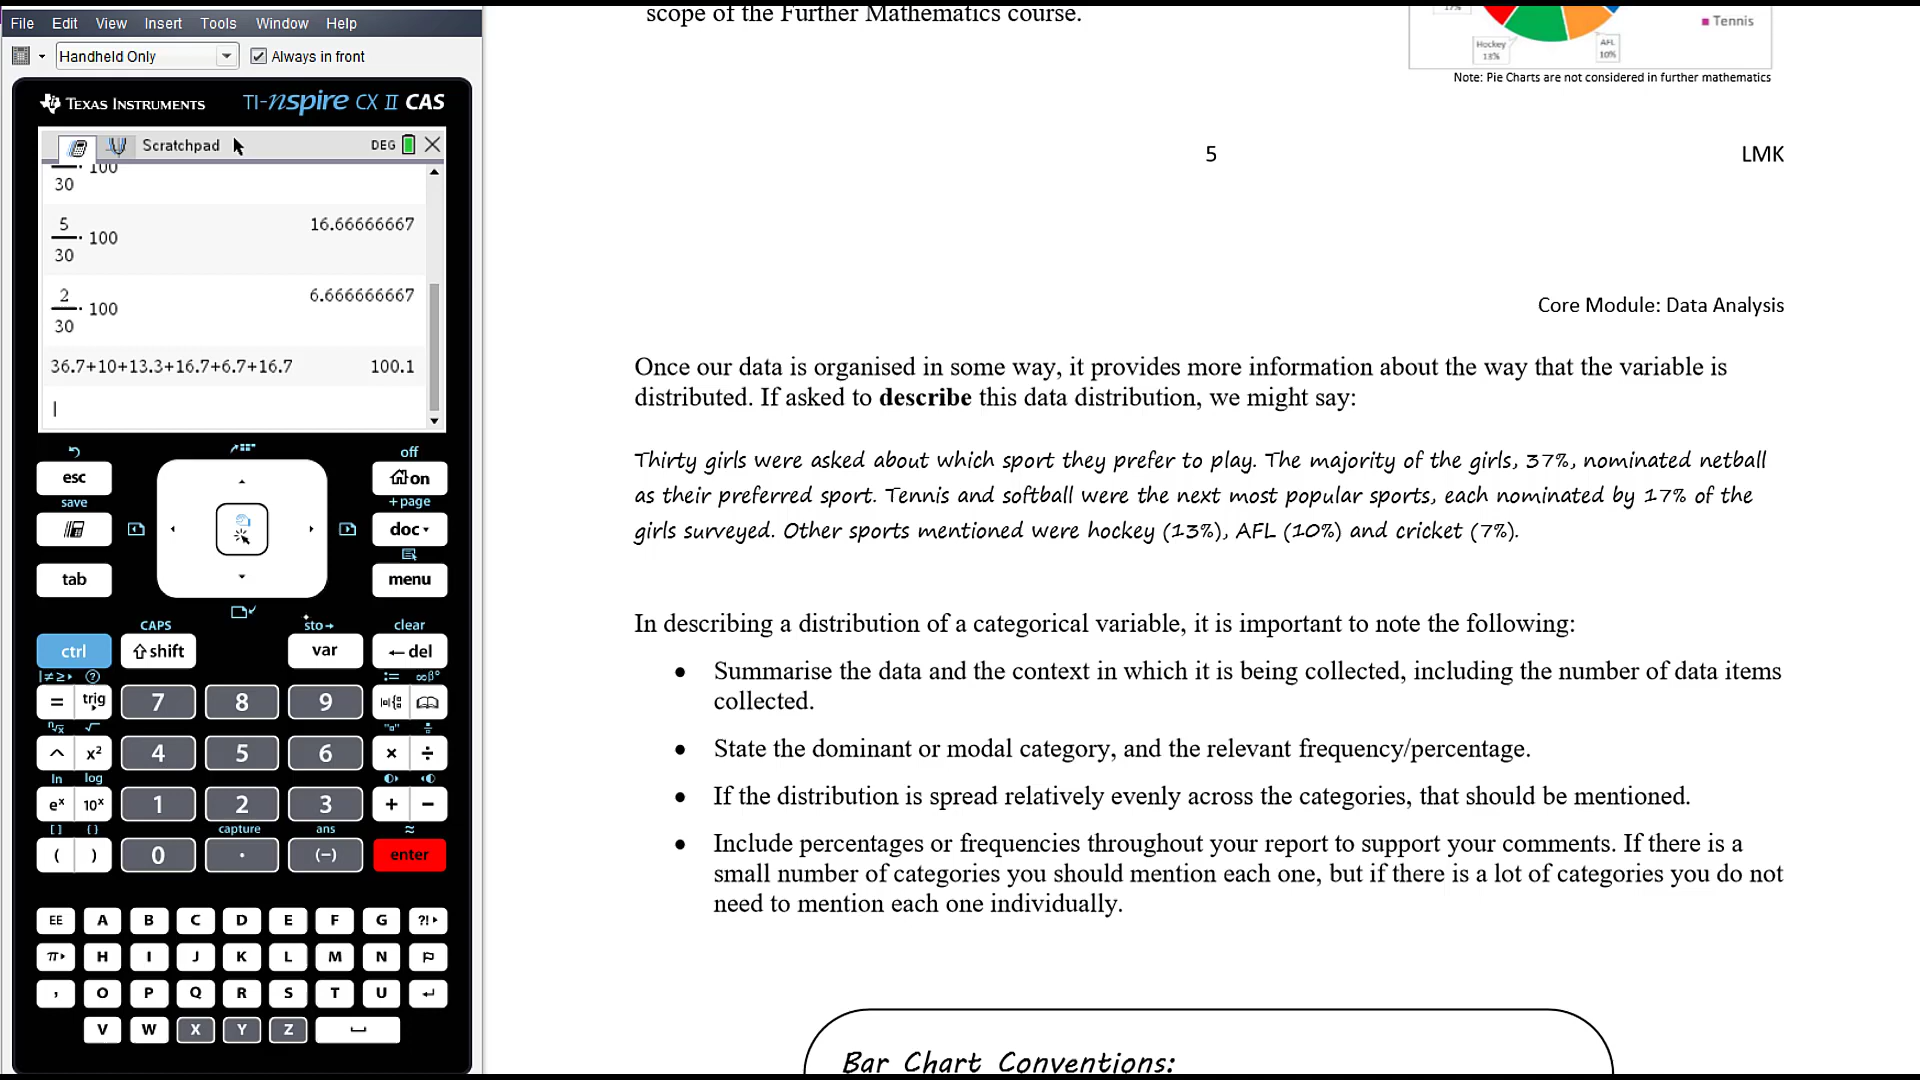 File Edit View Insert Tools Window Help
Handheld Only
Always in front
TEXAS INSTRUMENTS TI-nspire CX II CAS
Scratchpad DEG
· 100
30
5
16.66666667
· 100
30
2
6.666666667
· 100
30
36.7+10+13.3+16.7+6.7+16.7 100.1
off
esc on
save + page
doc
tab menu
CAPS sto→ clear
ctrl shift var ← del
|≠≥▸ ? := ∞β°
= trig 7 8 9
ⁿ√x √ "▫" ÷
^ x² 4 5 6 × ÷
ln log
eˣ 10ˣ 1 2 3 + −
[ ] { } capture ans ≈
( ) 0 . (−) enter
EE A B C D E F G ?!▸
π▸ H I J K L M N
, O P Q R S T U ↵
V W X Y Z
scope of the Further Mathematics course.
17%
Hockey
13%
AFL
10%
Tennis
Note: Pie Charts are not considered in further mathematics
5 LMK
Core Module: Data Analysis
Once our data is organised in some way, it provides more information about the way that the variable is
distributed. If asked to describe this data distribution, we might say:
Thirty girls were asked about which sport they prefer to play. The majority of the girls, 37%, nominated netball
as their preferred sport. Tennis and softball were the next most popular sports, each nominated by 17% of the
girls surveyed. Other sports mentioned were hockey (13%), AFL (10%) and cricket (7%).
In describing a distribution of a categorical variable, it is important to note the following:
• Summarise the data and the context in which it is being collected, including the number of data items
collected.
• State the dominant or modal category, and the relevant frequency/percentage.
• If the distribution is spread relatively evenly across the categories, that should be mentioned.
• Include percentages or frequencies throughout your report to support your comments. If there is a
small number of categories you should mention each one, but if there is a lot of categories you do not
need to mention each one individually.
Bar Chart Conventions: